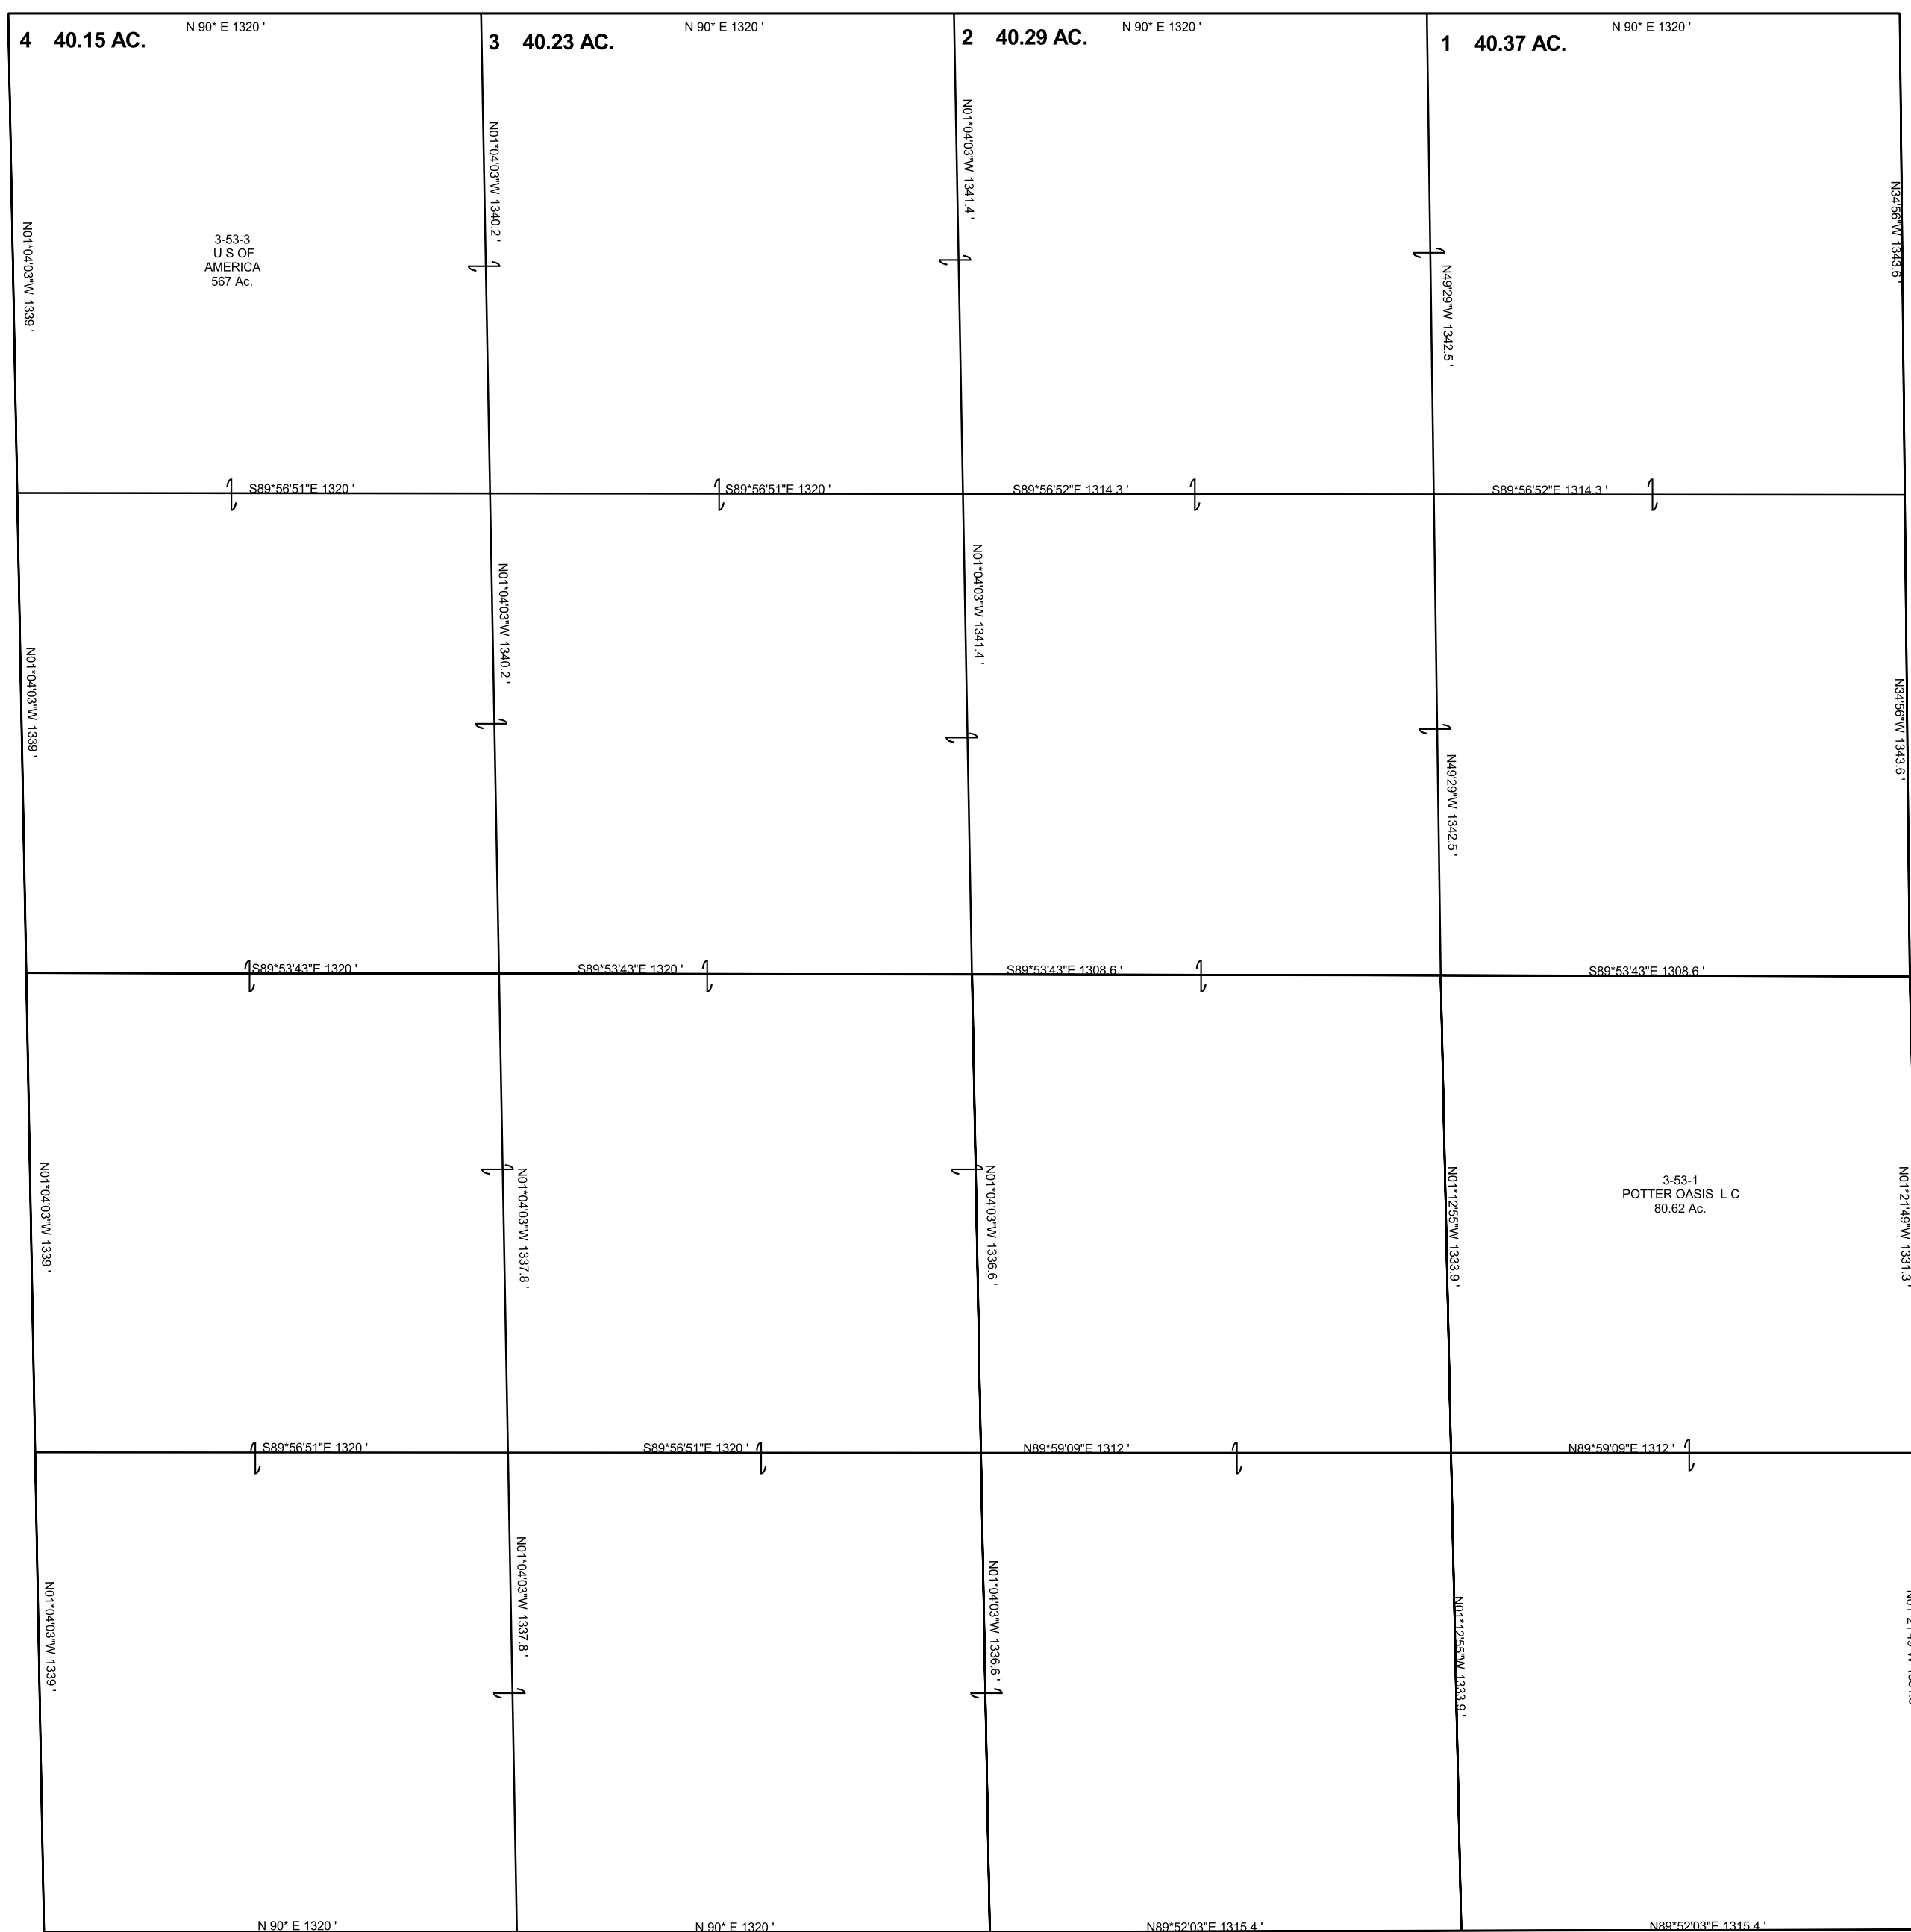 N 90* E 1320 '
N 90* E 1320 '
N 90* E 1320 '
N 90* E 1320 '
4 40.15 AC.
3 40.23 AC.
2 40.29 AC.
1 40.37 AC.
N01*04'03"W 1339 '
3-53-3
U S OF
AMERICA
567 Ac.
N01*04'03"W 1340.2 '
N01*04'03"W 1341.4 '
N49'29"W 1342.5 '
N34'56"W 1343.6 '
S89*56'51"E 1320 '
S89*56'51"E 1320 '
S89*56'52"E 1314.3 '
S89*56'52"E 1314.3 '
N01*04'03"W 1339 '
N01*04'03"W 1340.2 '
N01*04'03"W 1341.4 '
N49'29"W 1342.5 '
N34'56"W 1343.6 '
S89*53'43"E 1320 '
S89*53'43"E 1320 '
S89*53'43"E 1308.6 '
S89*53'43"E 1308.6 '
N01*04'03"W 1339 '
N01*04'03"W 1337.8 '
N01*04'03"W 1336.6 '
N01*12'55"W 1333.9 '
3-53-1
POTTER OASIS L C
80.62 Ac.
N01*21'49"W 1331.3 '
S89*56'51"E 1320 '
S89*56'51"E 1320 '
N89*59'09"E 1312 '
N89*59'09"E 1312 '
N01*04'03"W 1339 '
N01*04'03"W 1337.8 '
N01*04'03"W 1336.6 '
N01*12'55"W 1333.9 '
N 90* E 1320 '
N 90* E 1320 '
N89*52'03"E 1315.4 '
N89*52'03"E 1315.4 '